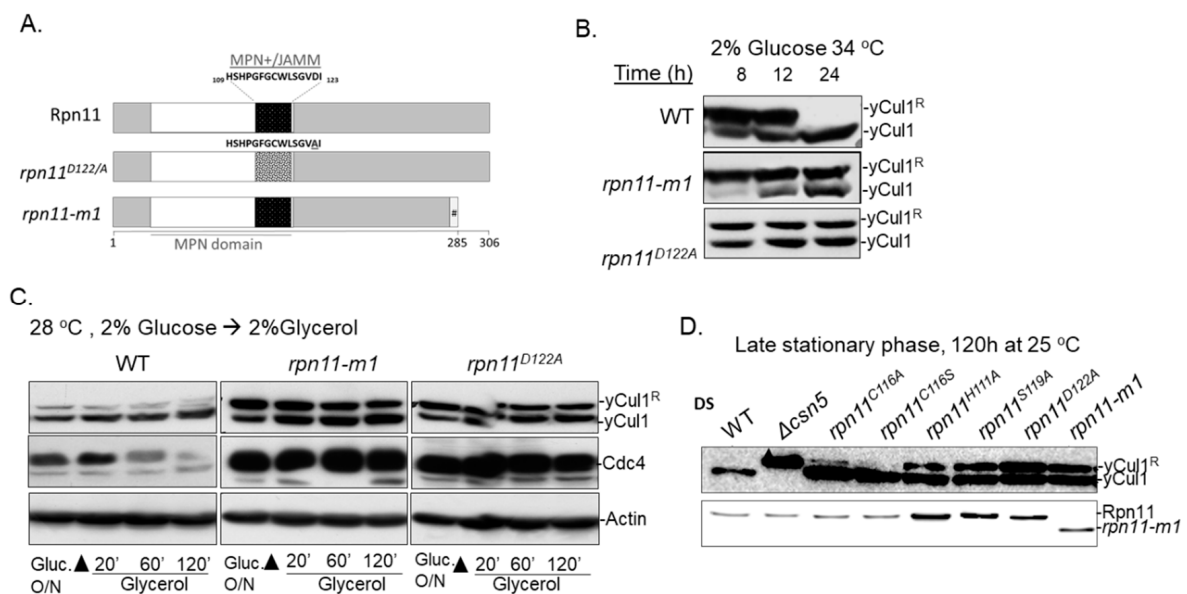 A.
MPN+/JAMM
109 HSHPGFGCWLSGVDI 123
Rpn11
HSHPGFGCWLSGVAI
rpn11D122/A
rpn11-m1
#
1 285 306
MPN domain
B.
2% Glucose 34 °C
Time (h) 8 12 24
WT
-yCul1R
-yCul1
rpn11-m1
-yCul1R
-yCul1
rpn11D122A
-yCul1R
-yCul1
C.
28 °C , 2% Glucose → 2%Glycerol
WT rpn11-m1 rpn11D122A
-yCul1R
-yCul1
-Cdc4
-Actin
Gluc. ▲ 20' 60' 120' Gluc. ▲ 20' 60' 120' Gluc. ▲ 20' 60' 120'
O/N Glycerol O/N Glycerol O/N Glycerol
D.
Late stationary phase, 120h at 25 °C
DS WT Δcsn5 rpn11C116A rpn11C116S rpn11H111A rpn11S119A rpn11D122A rpn11-m1
-yCul1R
-yCul1
-Rpn11
-rpn11-m1